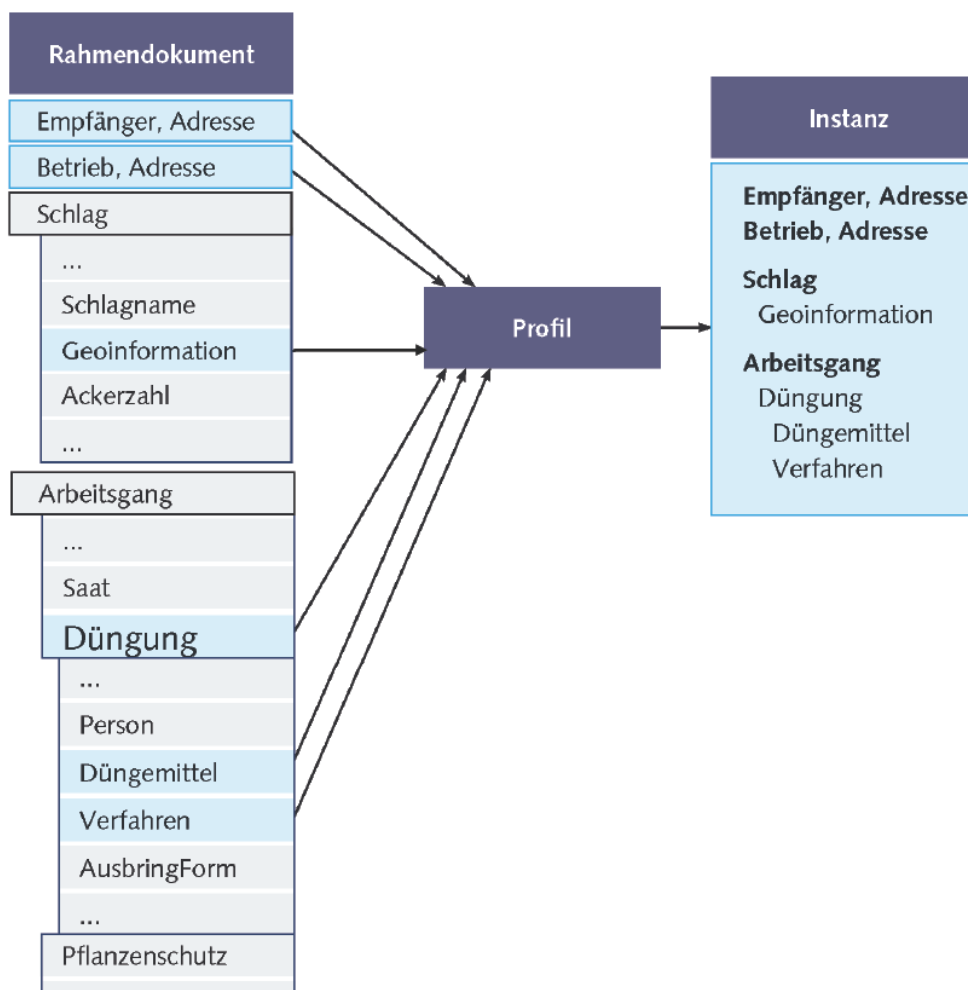 Rahmendokument
Empfänger, Adresse
Betrieb, Adresse
Schlag
...
Schlagname
Geoinformation
Ackerzahl
...
Arbeitsgang
...
Saat
Düngung
...
Person
Düngemittel
Verfahren
AusbringForm
...
Pflanzenschutz
Profil
Instanz
Empfänger, Adresse
Betrieb, Adresse
Schlag
Geoinformation
Arbeitsgang
Düngung
Düngemittel
Verfahren